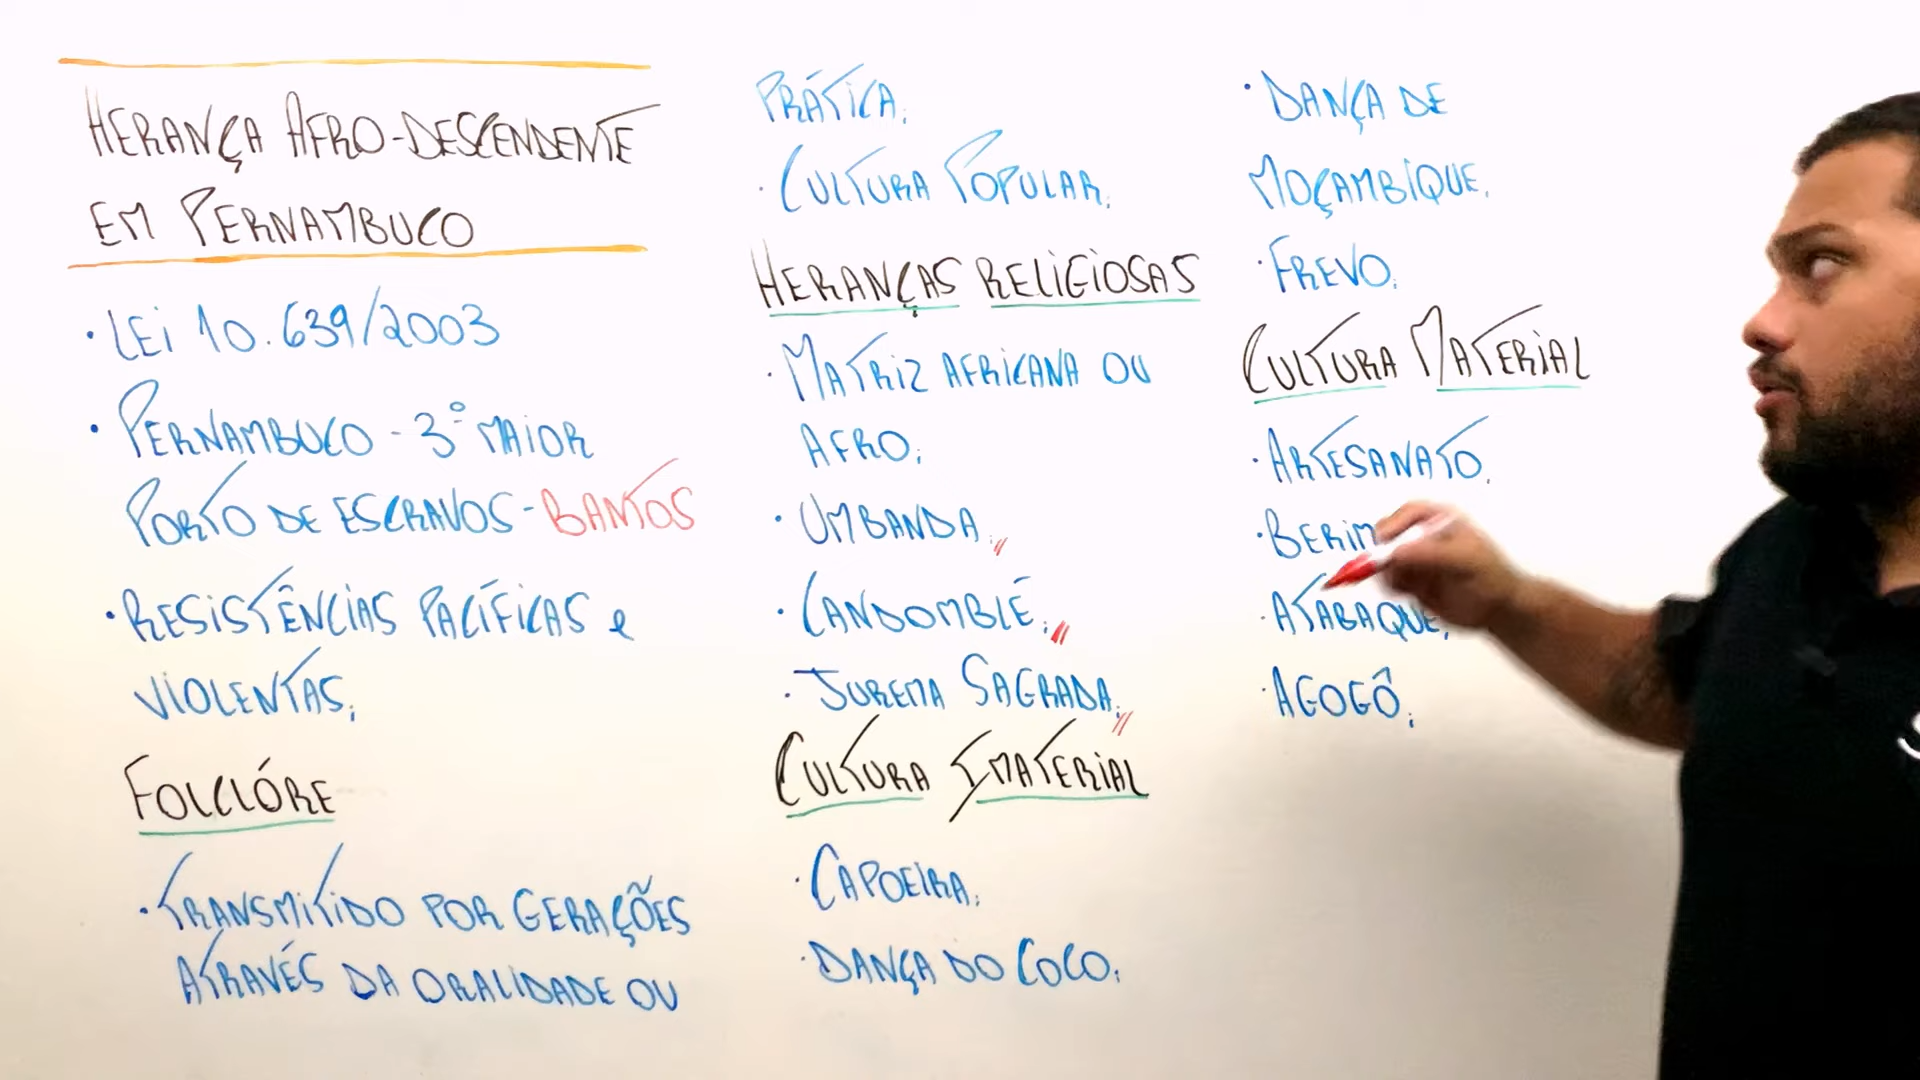 HERANÇA AFRO-DESCENDENTE
EM PERNAMBUCO
• LEI 10.639/2003
• PERNAMBUCO - 3º MAIOR
PORTO DE ESCRAVOS - BANTOS
• RESISTÊNCIAS PACÍFICAS e
VIOLENTAS;
FOLCLÓRE
• TRANSMITIDO POR GERAÇÕES
ATRAVÉS DA ORALIDADE OU
PRÁTICA;
• CULTURA POPULAR;
HERANÇAS RELIGIOSAS
• MATRIZ AFRICANA OU
AFRO;
• UMBANDA;
• CANDOMBLÉ;
• JUREMA SAGRADA;
CULTURA IMATERIAL
• CAPOEIRA;
• DANÇA DO COCO;
• DANÇA DE
MOÇAMBIQUE;
• FREVO;
CULTURA MATERIAL
• ARTESANATO;
• BERIM
• ATABAQUE;
• AGOGÔ;